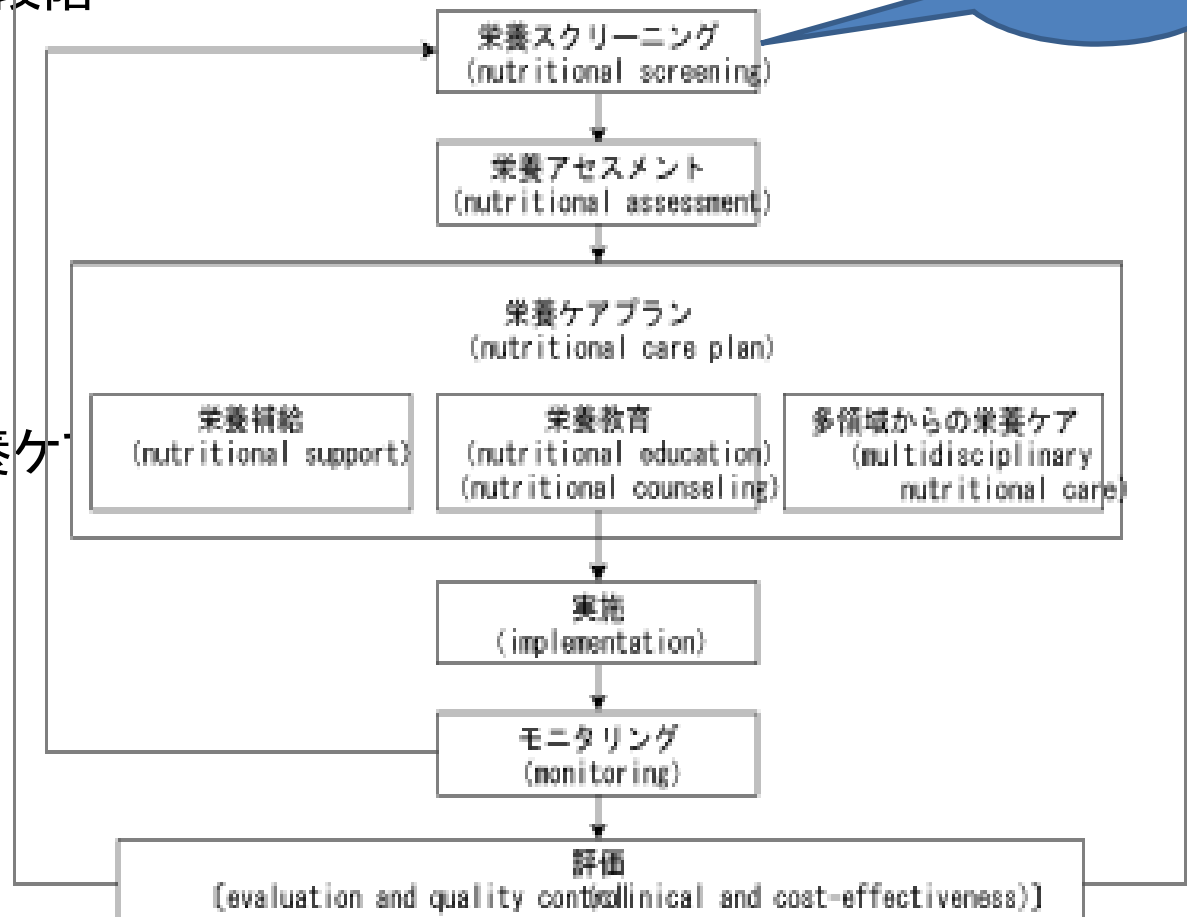 段階
栄養スクリーニング
(nutritional screening)
栄養アセスメント
(nutritional assessment)
栄養ケアプラン
(nutritional care plan)
栄養補給
(nutritional support)
栄養教育
(nutritional education)
(nutritional counseling)
多領域からの栄養ケア
(multidisciplinary
nutritional care)
養ケ
実施
(implementation)
モニタリング
(monitoring)
評価
[evaluation and quality (clinical and cost-effectiveness)]